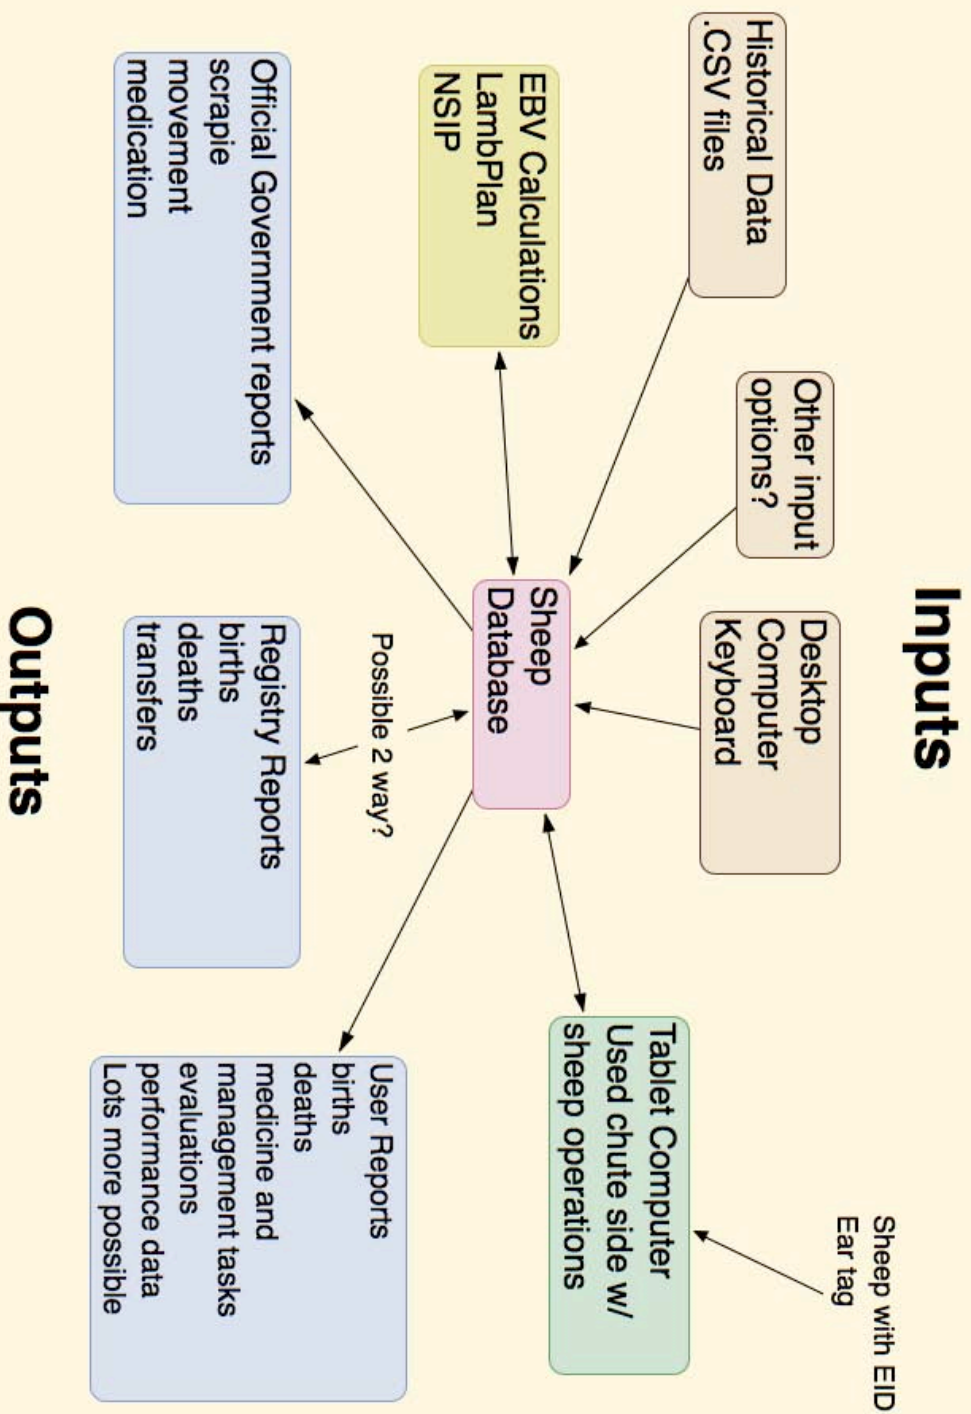 Inputs
Historical Data
.CSV files
Other input
options?
Desktop
Computer
Keyboard
Sheep with EID
Ear tag
EBV Calculations
LambPlan
NSIP
Sheep
Database
Tablet Computer
Used chute side w/
sheep operations
Possible 2 way?
Official Government reports
scrapie
movement
medication
Registry Reports
births
deaths
transfers
User Reports
births
deaths
medicine and
management tasks
evaluations
performance data
Lots more possible
Outputs